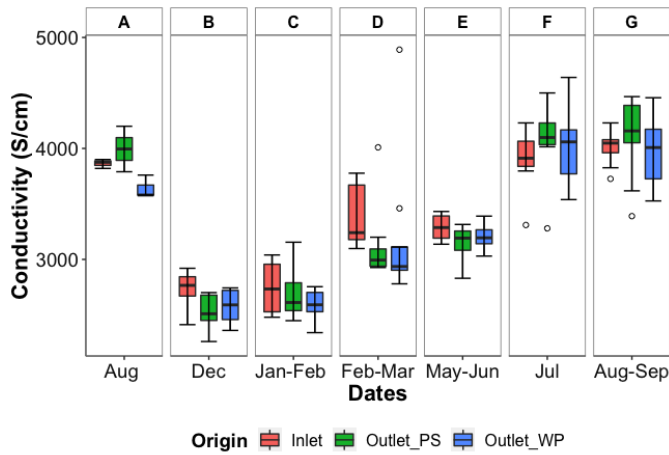 A B C D E F G
5000
4000
3000
Conductivity (S/cm)
Aug Dec Jan-Feb Feb-Mar May-Jun Jul Aug-Sep
Dates
Origin Inlet Outlet_PS Outlet_WP